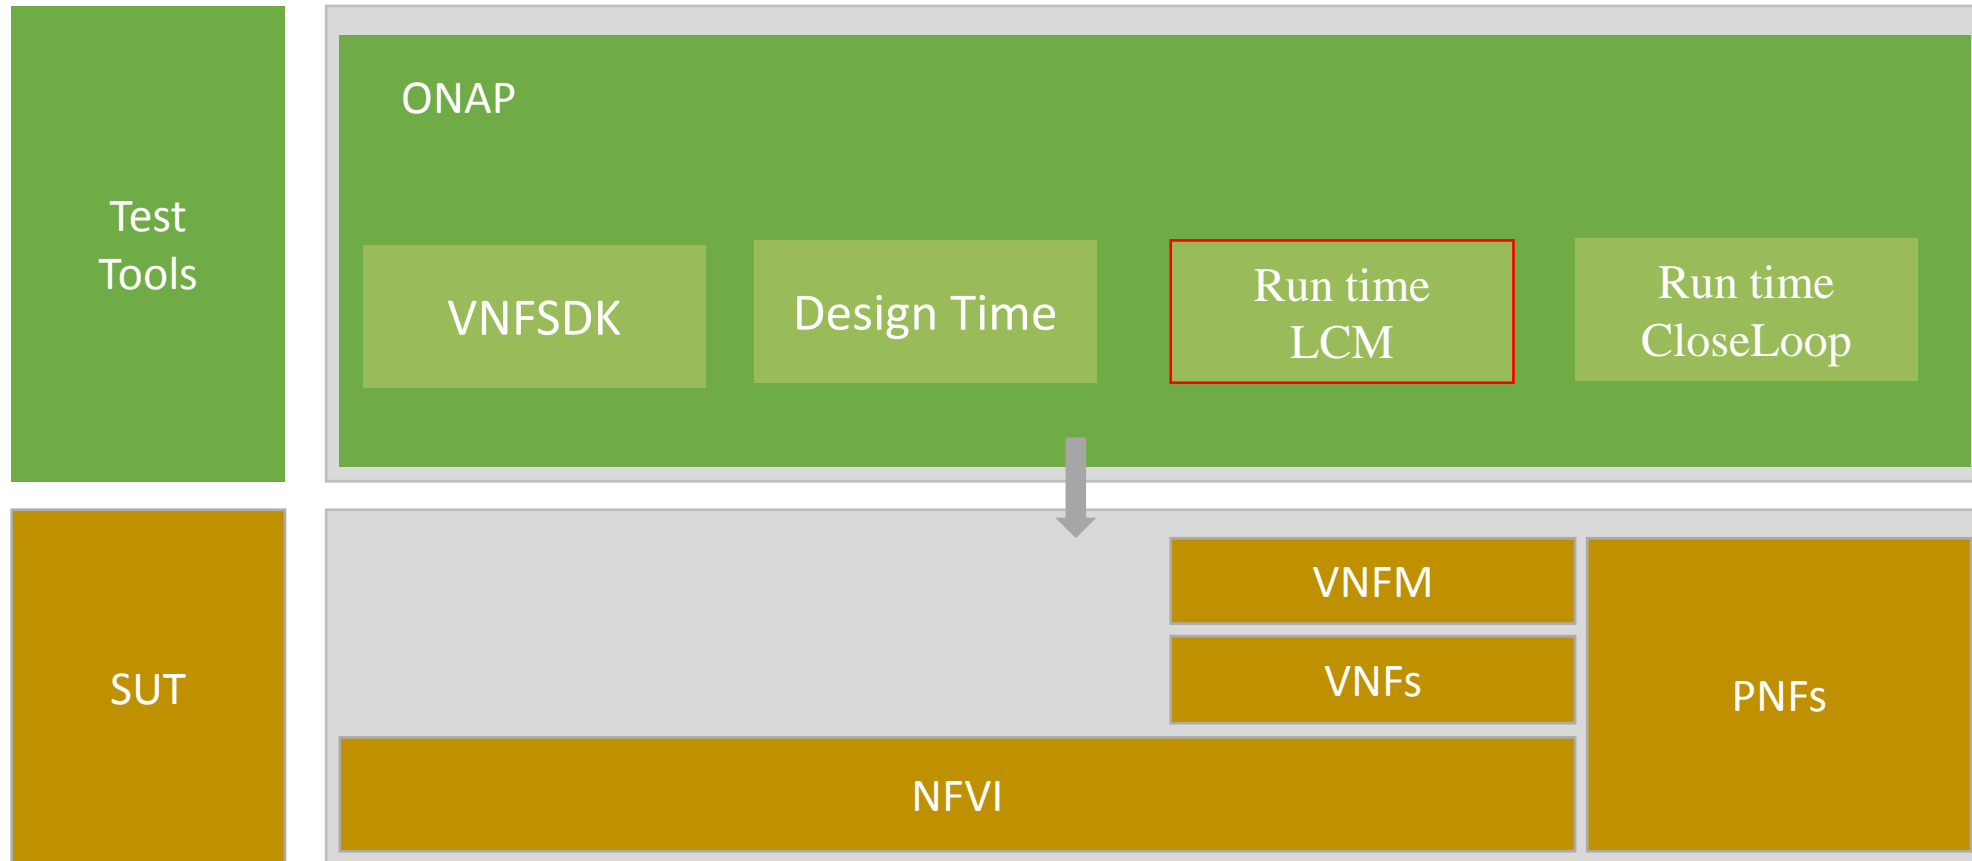 Test
Tools
ONAP
VNFSDK
Design Time
Run time
LCM
Run time
CloseLoop
SUT
VNFM
VNFs
PNFs
NFVI